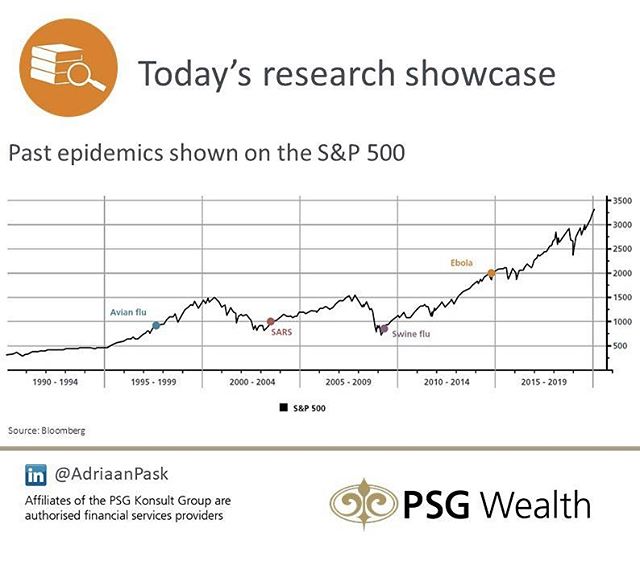 Today's research showcase
Past epidemics shown on the S&P 500
3500
3000
Ebola
2500
2000
Avian flu
1500
SARS
Swine flu
1000
500
1990 - 1994
1995 - 1999
2000 - 2004
2005 - 2009
2010 - 2014
2015 - 2019
S&P 500
Source: Bloomberg
in @AdriaanPask
Affiliates of the PSG Konsult Group are
authorised financial services providers
PSG Wealth